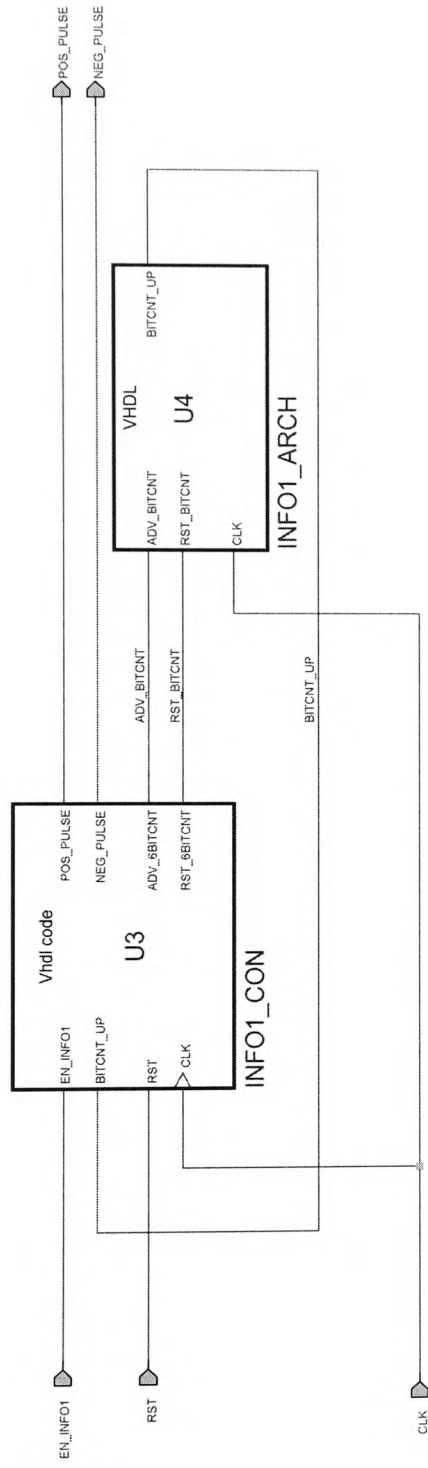 EN_INFO1
RST
CLK
Vhdl code
EN_INFO1
POS_PULSE
BITCNT_UP
NEG_PULSE
U3
RST
ADV_6BITCNT
CLK
RST_6BITCNT
INFO1_CON
ADV_BITCNT
RST_BITCNT
BITCNT_UP
VHDL
ADV_BITCNT
BITCNT_UP
RST_BITCNT
U4
CLK
INFO1_ARCH
POS_PULSE
NEG_PULSE